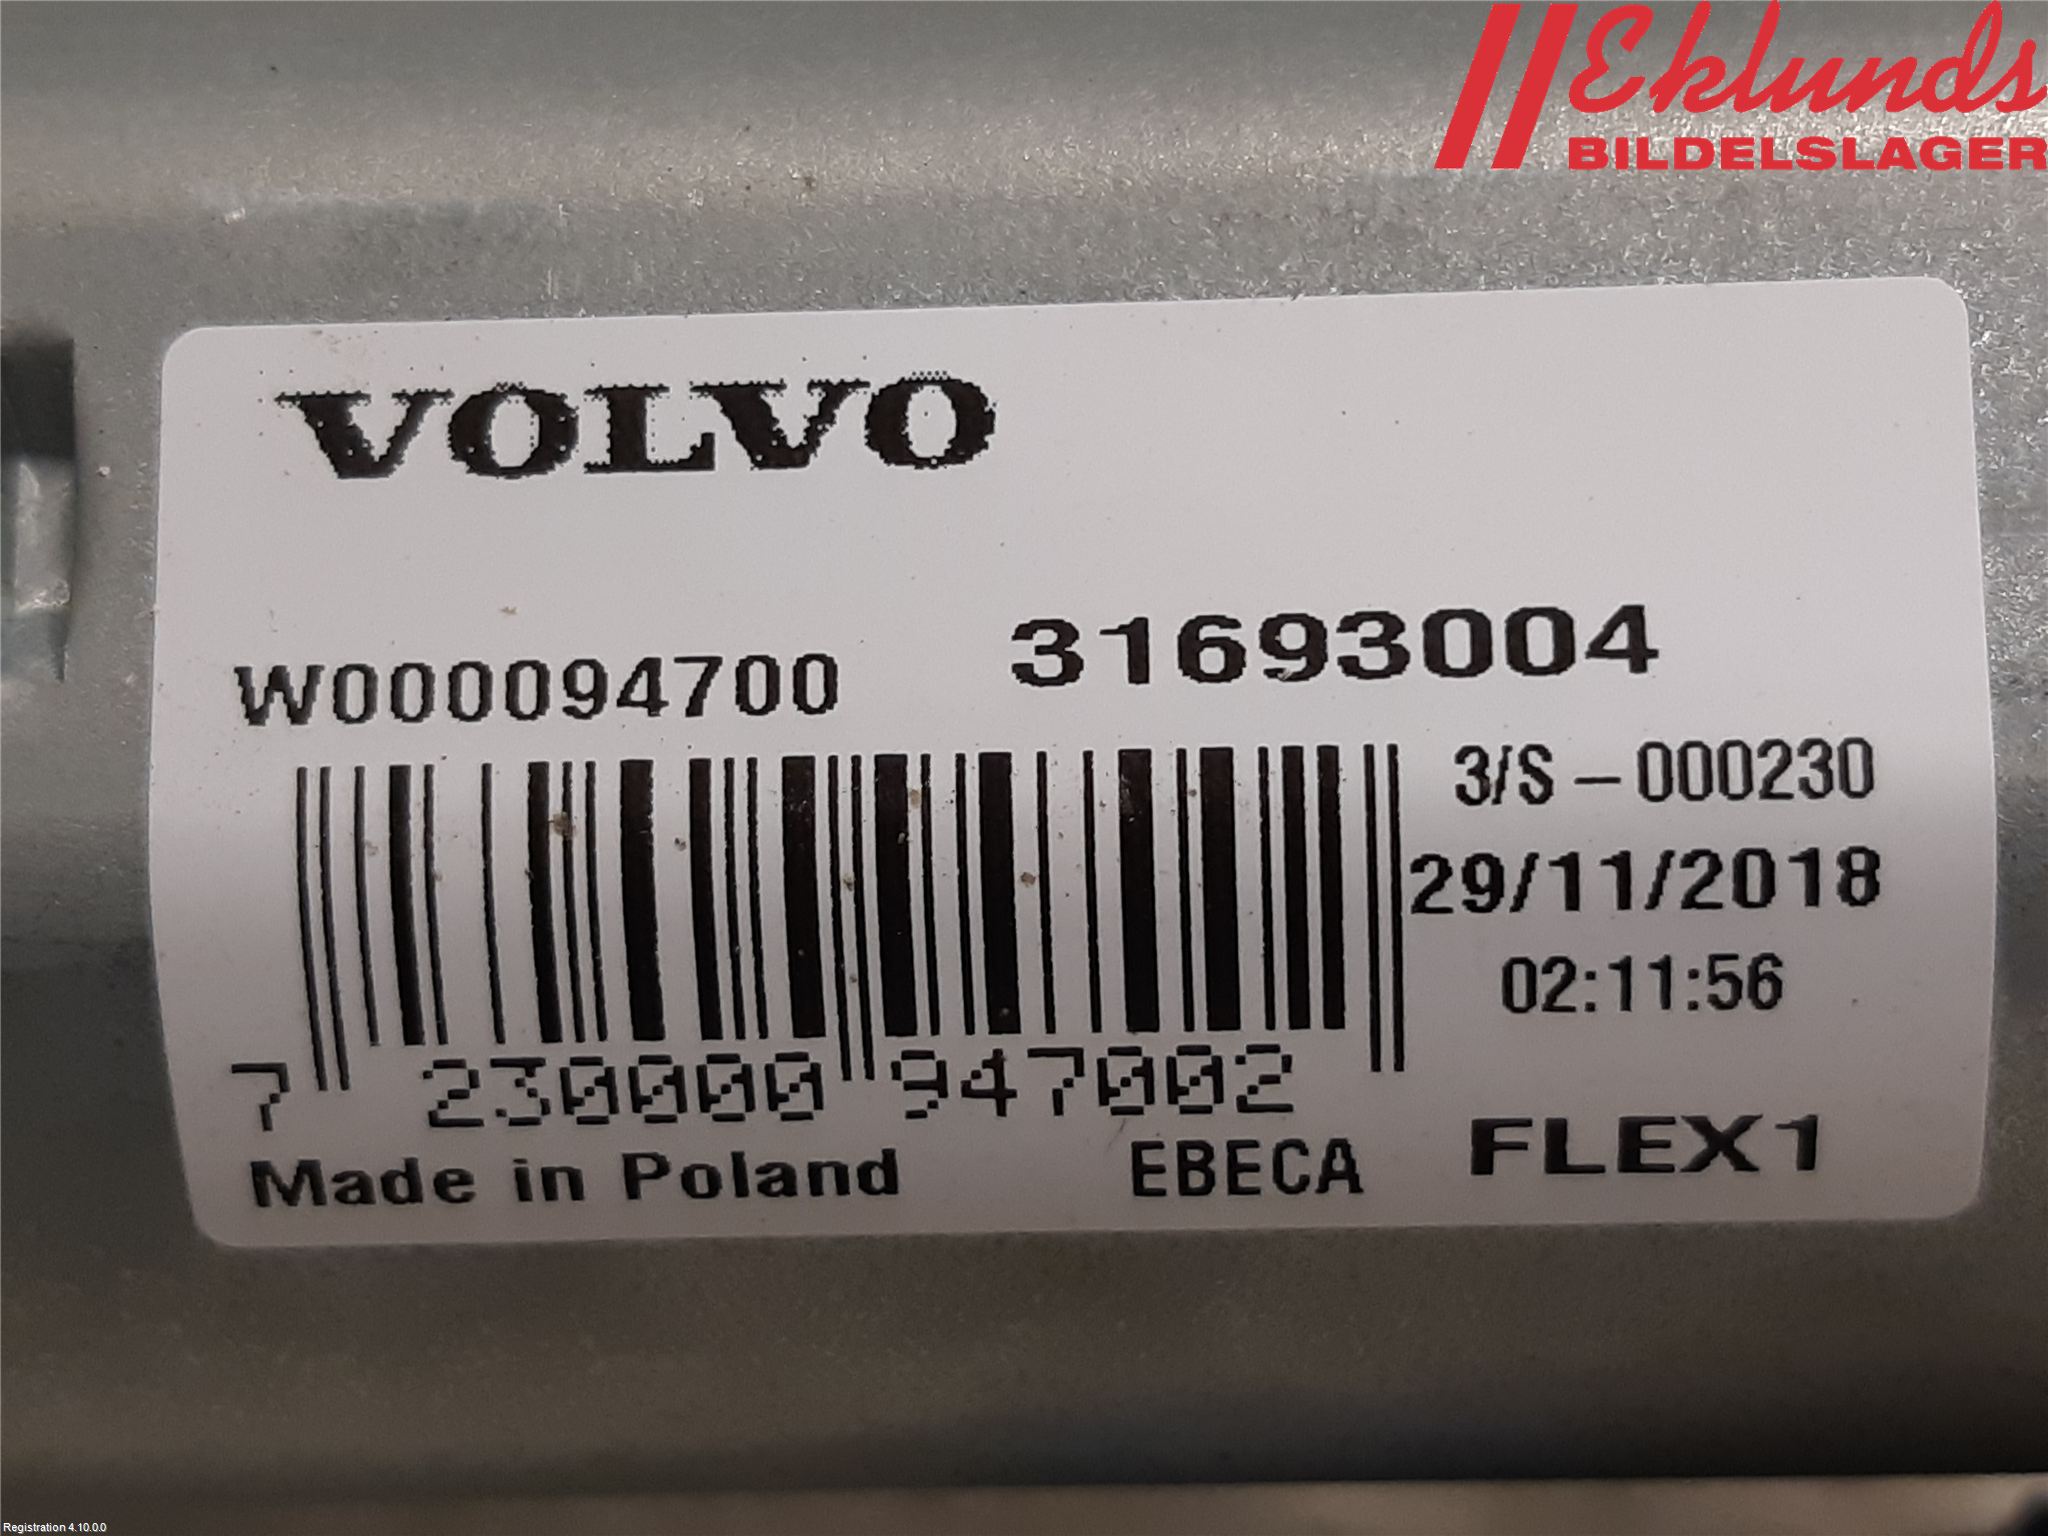 Eklunds
BILDELSLAGER
VOLVO
W000094700 31693004
3/S - 000230
29/11/2018
02:11:56
7 230000 947002
Made in Poland EBECA FLEX1
Registration 4.10.0.0